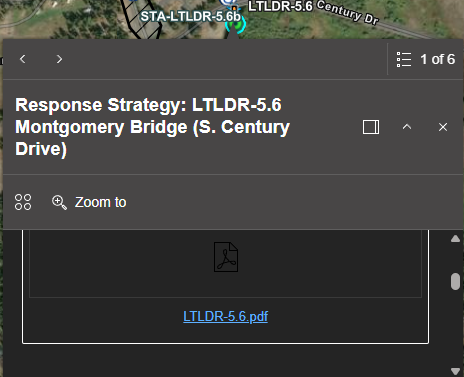 LTLDR-5.6
Century Dr
STA-LTLDR-5.6b
1 of 6
Response Strategy: LTLDR-5.6
Montgomery Bridge (S. Century
Drive)
Zoom to
LTLDR-5.6.pdf